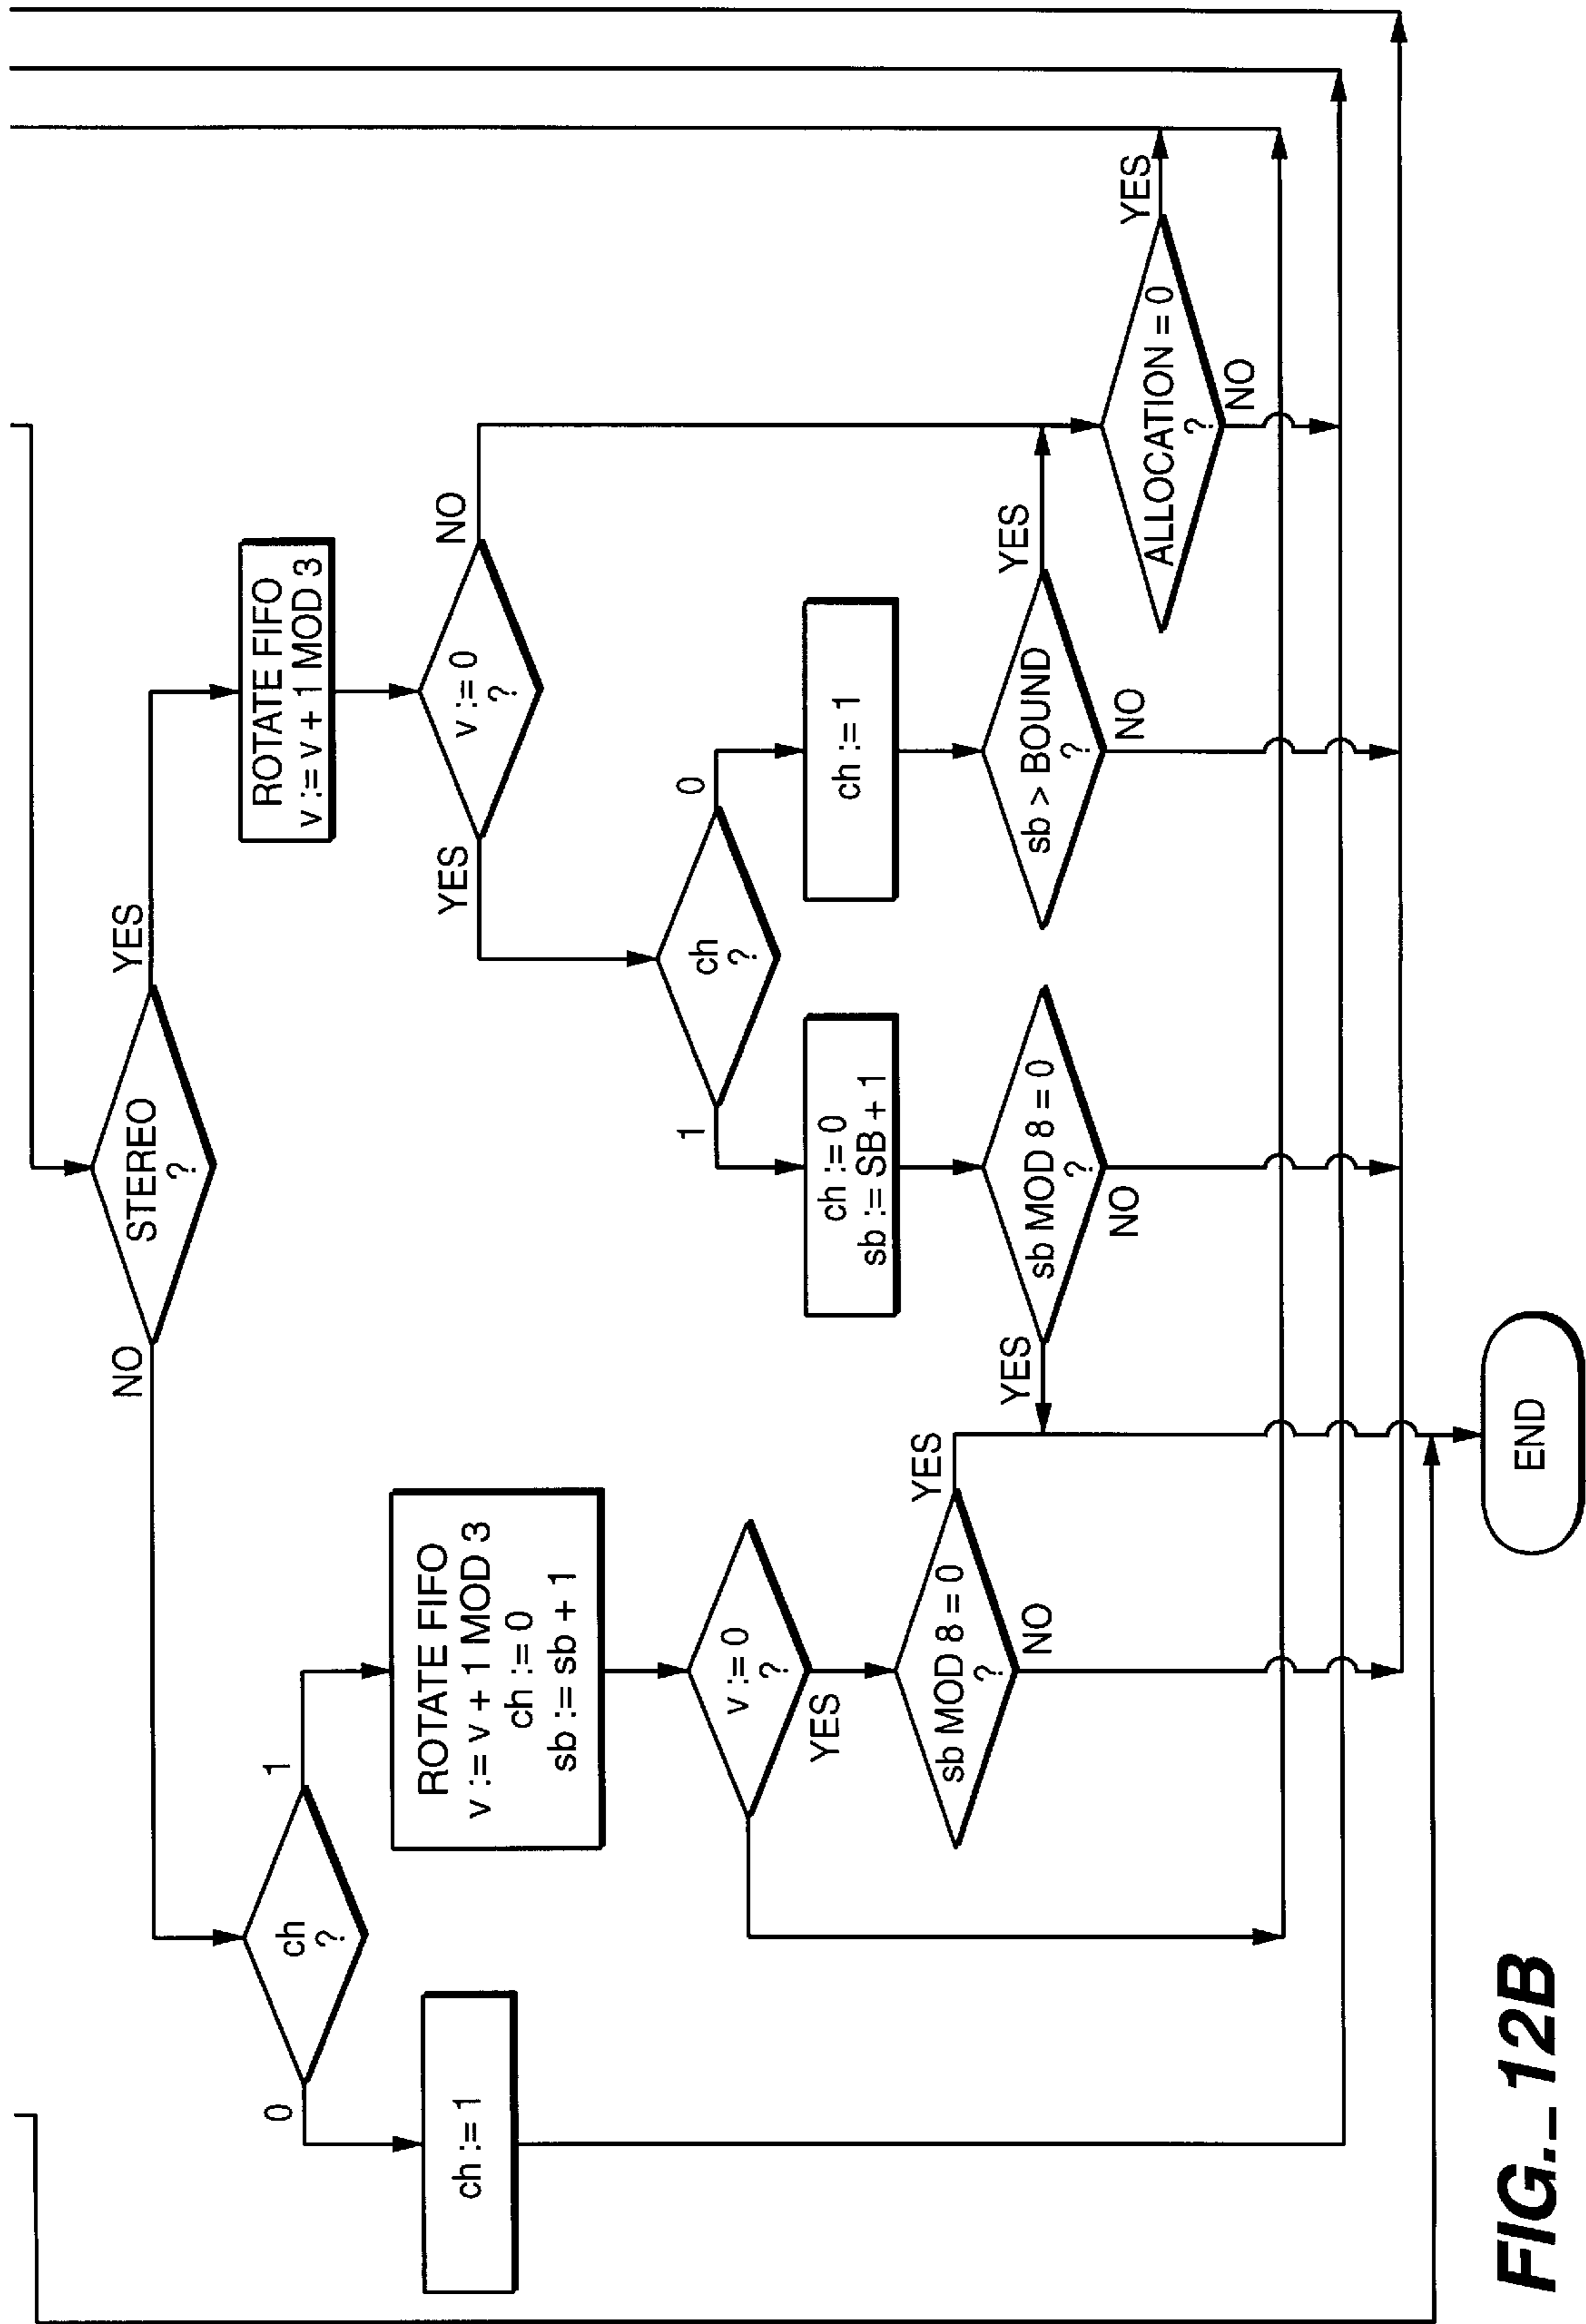 STEREO
?
NO
YES
ch
?
0
1
ROTATE FIFO
v := v + 1 MOD 3
ch := 1
ROTATE FIFO
v := v + 1 MOD 3
ch := 0
sb := sb + 1
v := 0
?
YES
NO
v := 0
?
YES
ch
?
1
0
ch := 0
sb := SB + 1
ch := 1
sb MOD 8 = 0
?
YES
NO
sb MOD 8 = 0
?
YES
NO
sb > BOUND
?
YES
NO
ALLOCATION = 0
?
YES
NO
END
FIG._12B